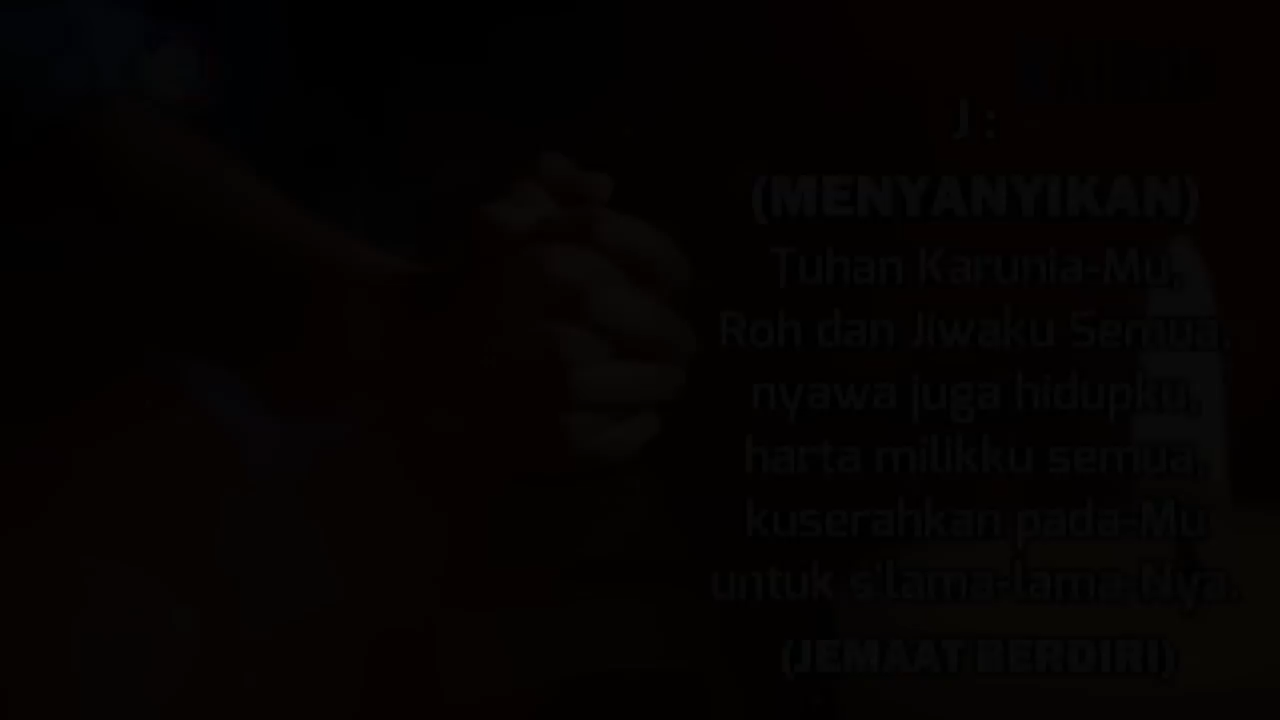 J :
(MENYANYIKAN)
Tuhan Karunia-Mu,
Roh dan Jiwaku Semua,
nyawa juga hidupku,
harta milikku semua,
kuserahkan pada-Mu
untuk s'lama-lama Nya.
(JEMAAT BERDIRI)